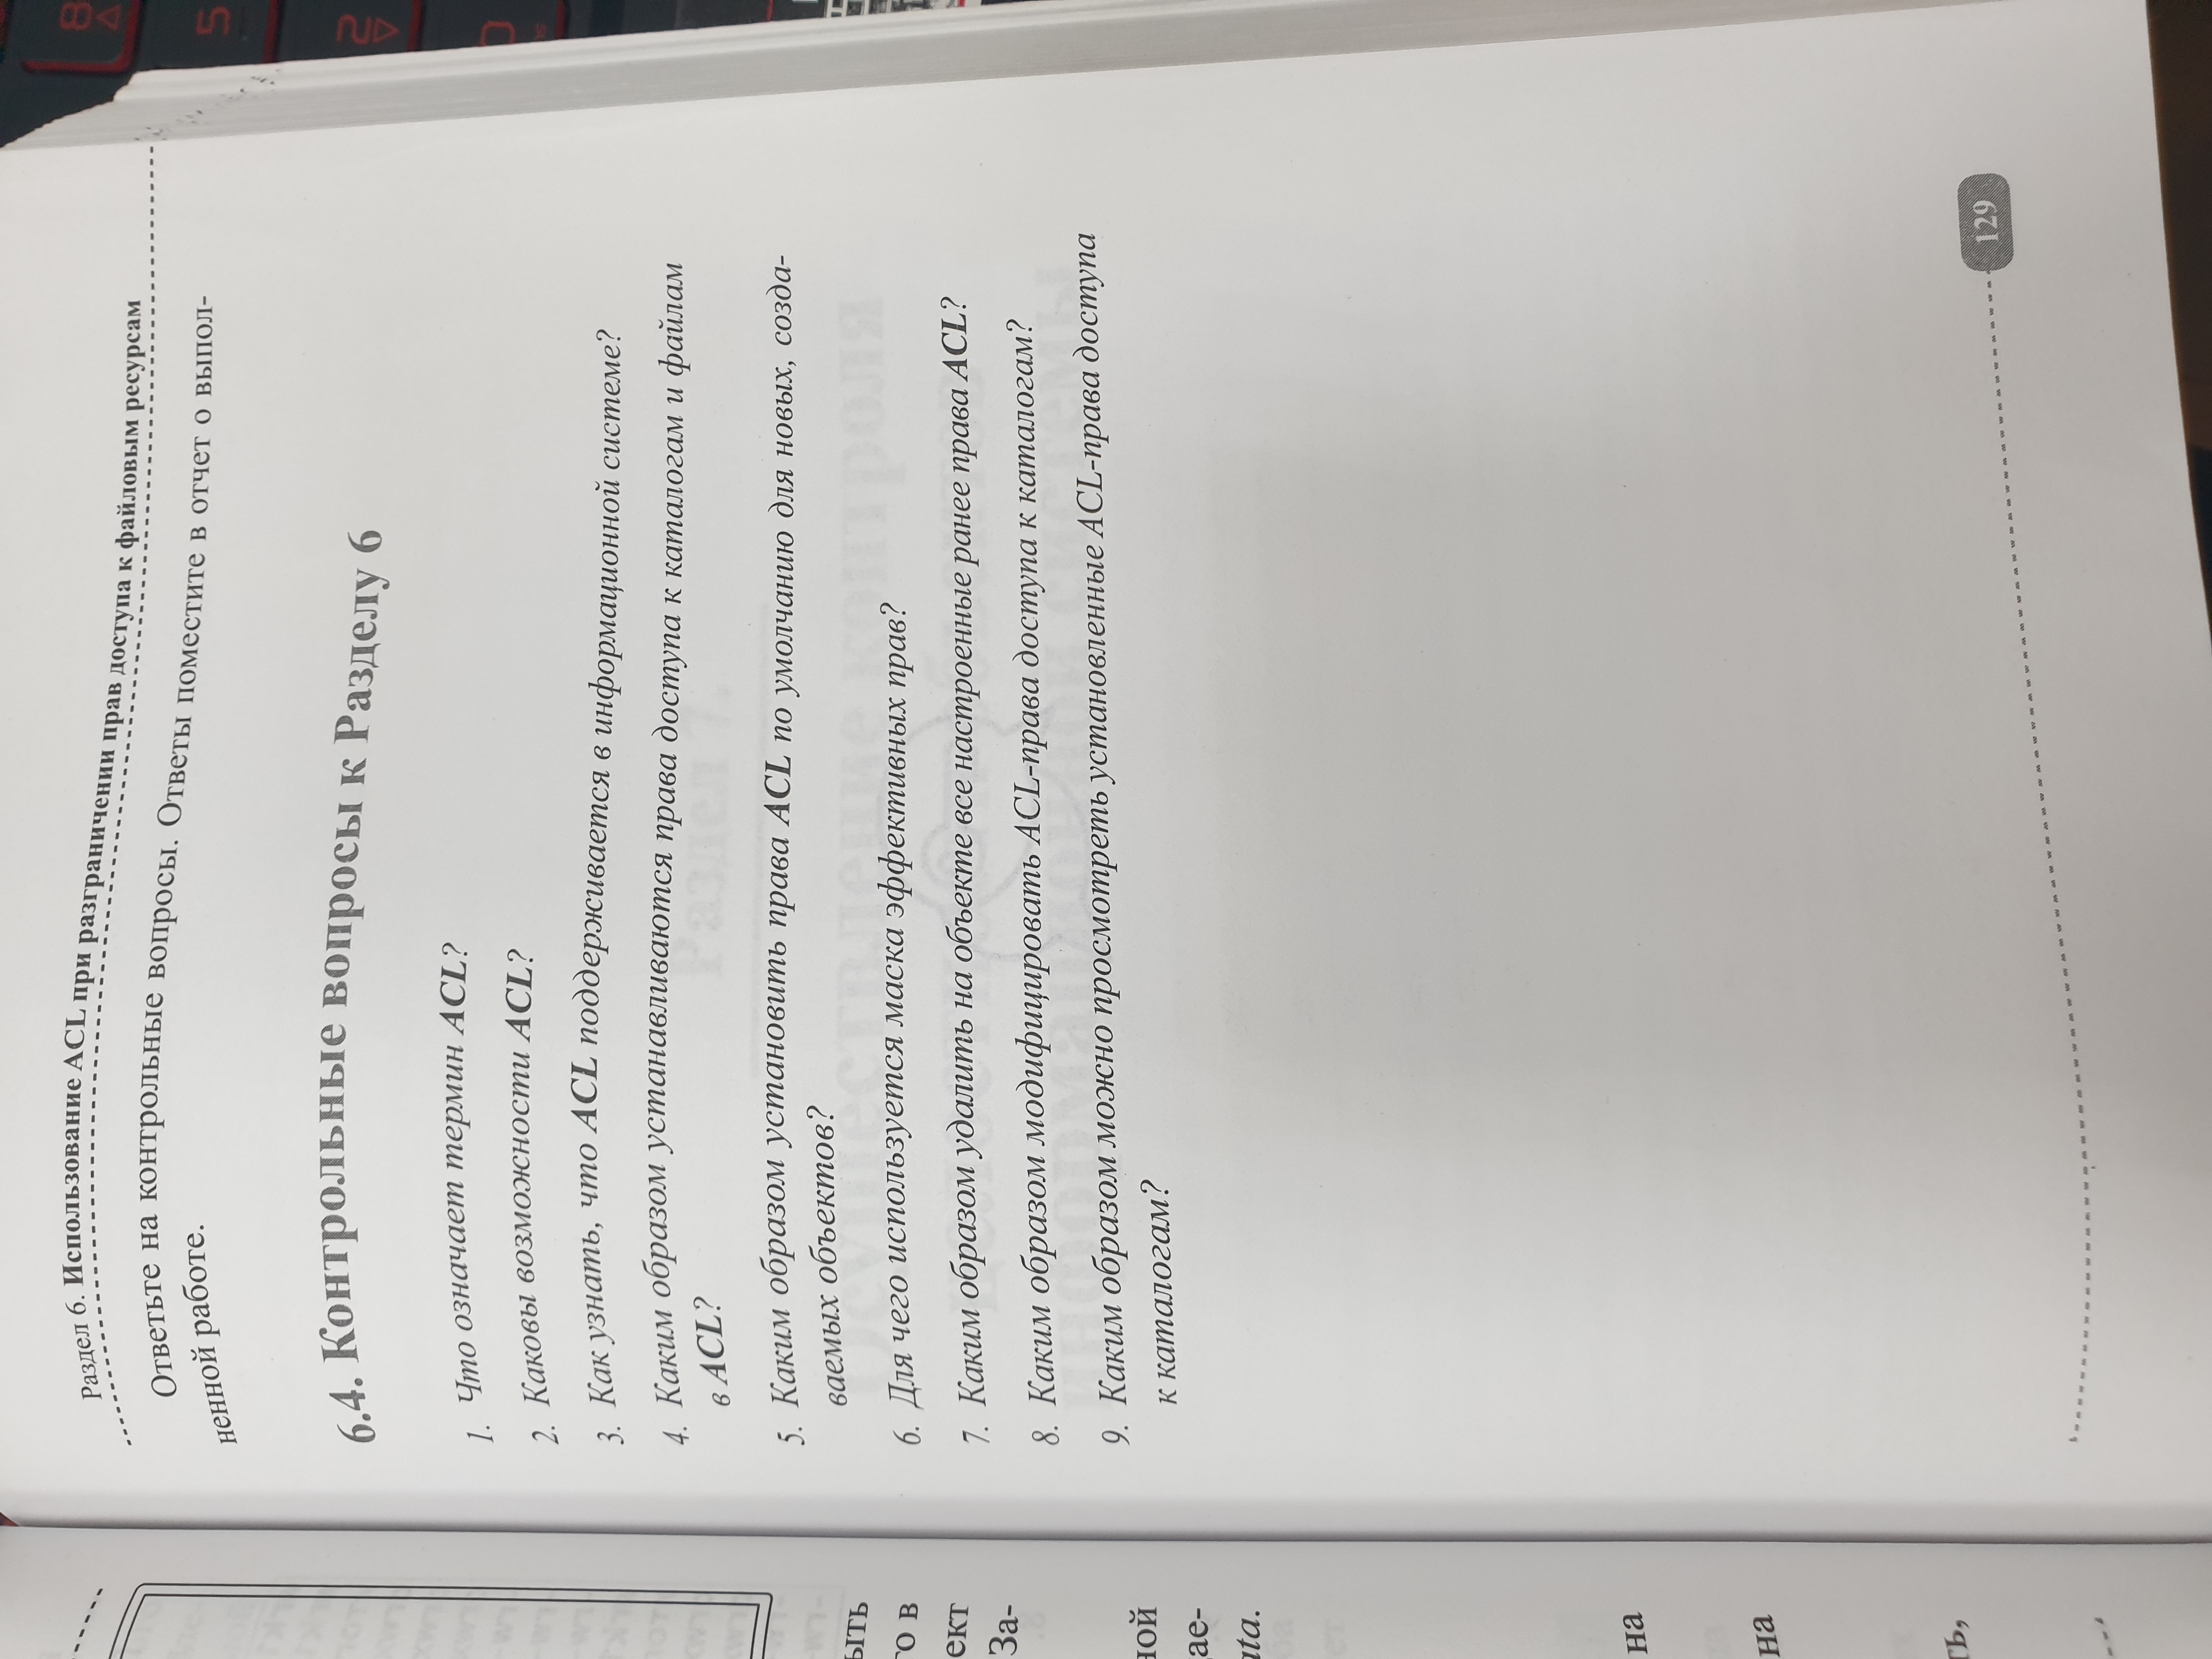 Раздел 6. Использование ACL при разграничении прав доступа к файловым ресурсам
Ответьте на контрольные вопросы. Ответы поместите в отчет о выпол-
ненной работе.
6.4. Контрольные вопросы к Разделу 6
1. Что означает термин ACL?
2. Каковы возможности ACL?
3. Как узнать, что ACL поддерживается в информационной системе?
4. Каким образом устанавливаются права доступа к каталогам и файлам
в ACL?
5. Каким образом установить права ACL по умолчанию для новых, созда-
ваемых объектов?
6. Для чего используется маска эффективных прав?
7. Каким образом удалить на объекте все настроенные ранее права ACL?
8. Каким образом модифицировать ACL-права доступа к каталогам?
9. Каким образом можно просмотреть установленные ACL-права доступа
к каталогам?
129